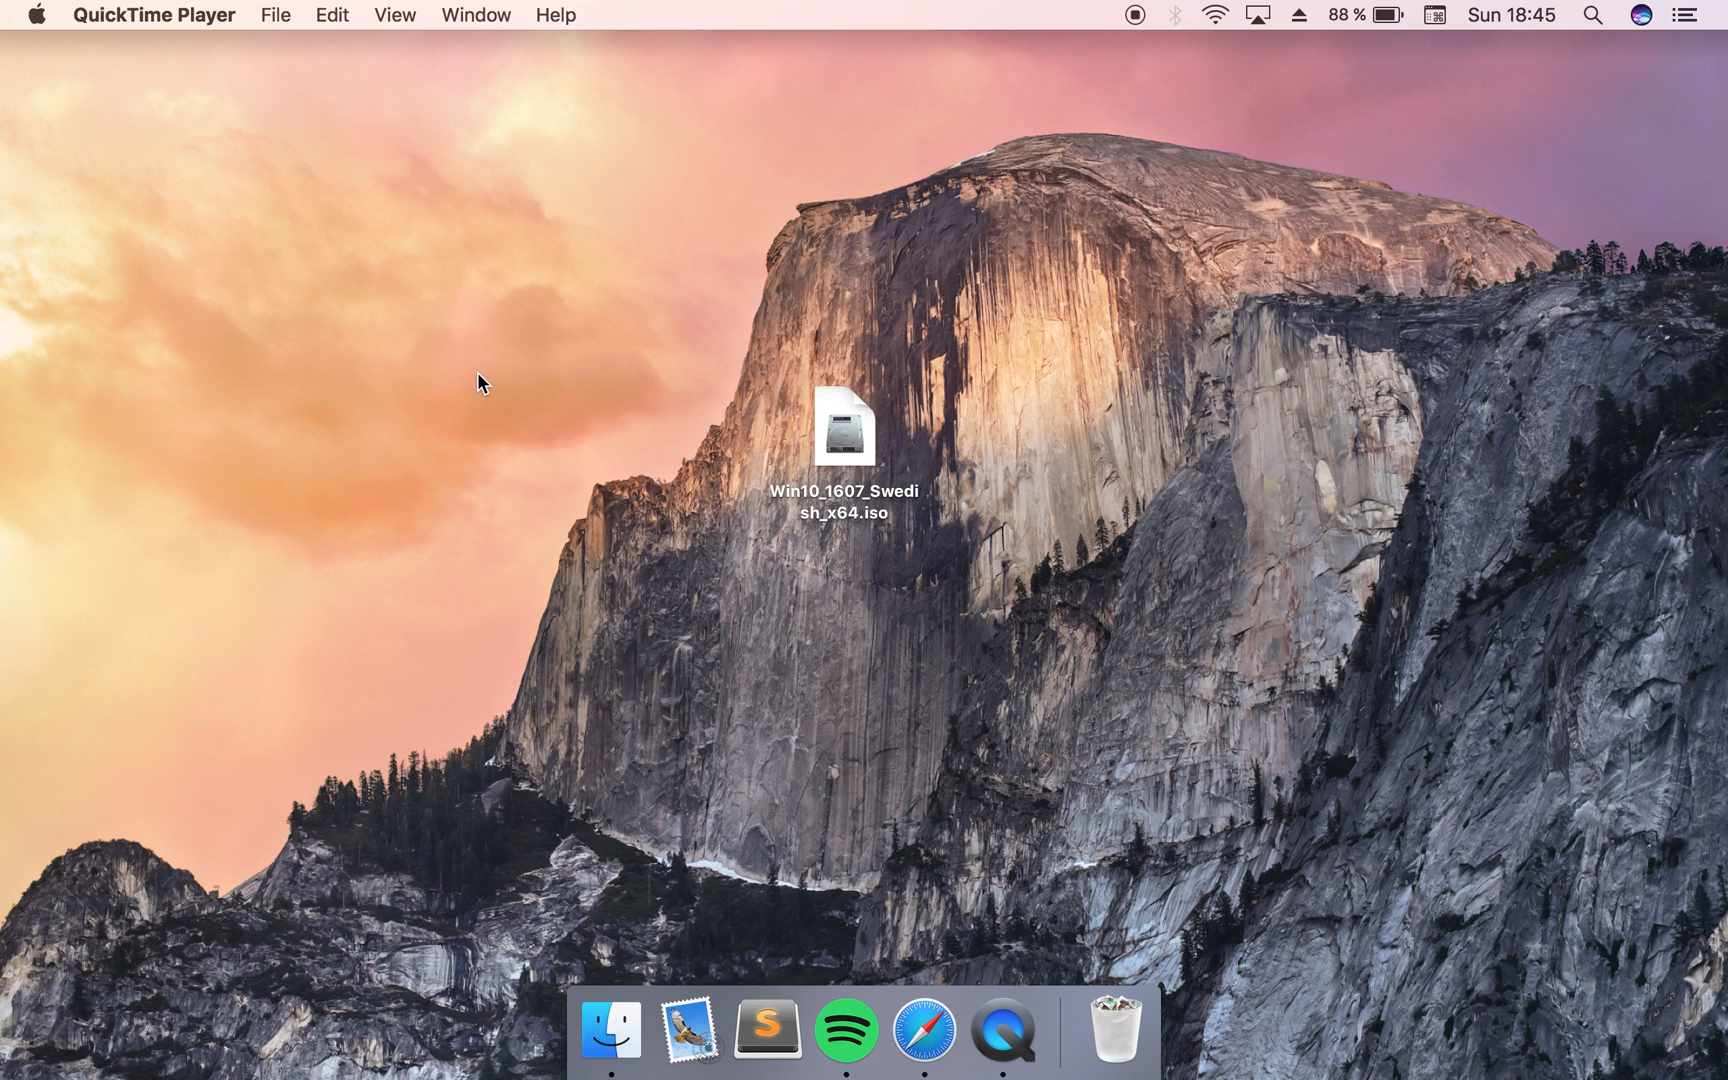 QuickTime Player File Edit View Window Help 88 % Sun 18:45
Win10_1607_Swedi
sh_x64.iso